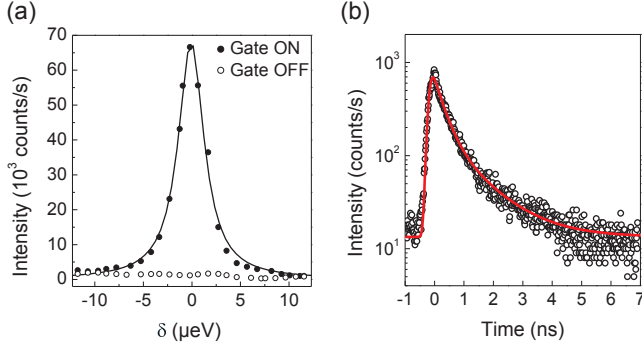 (a)
70
60
50
40
30
20
10
0
Intensity (10³ counts/s)
-10 -5 0 5 10
δ (μeV)
Gate ON
Gate OFF
(b)
10³
10²
10¹
Intensity (counts/s)
-1 0 1 2 3 4 5 6 7
Time (ns)